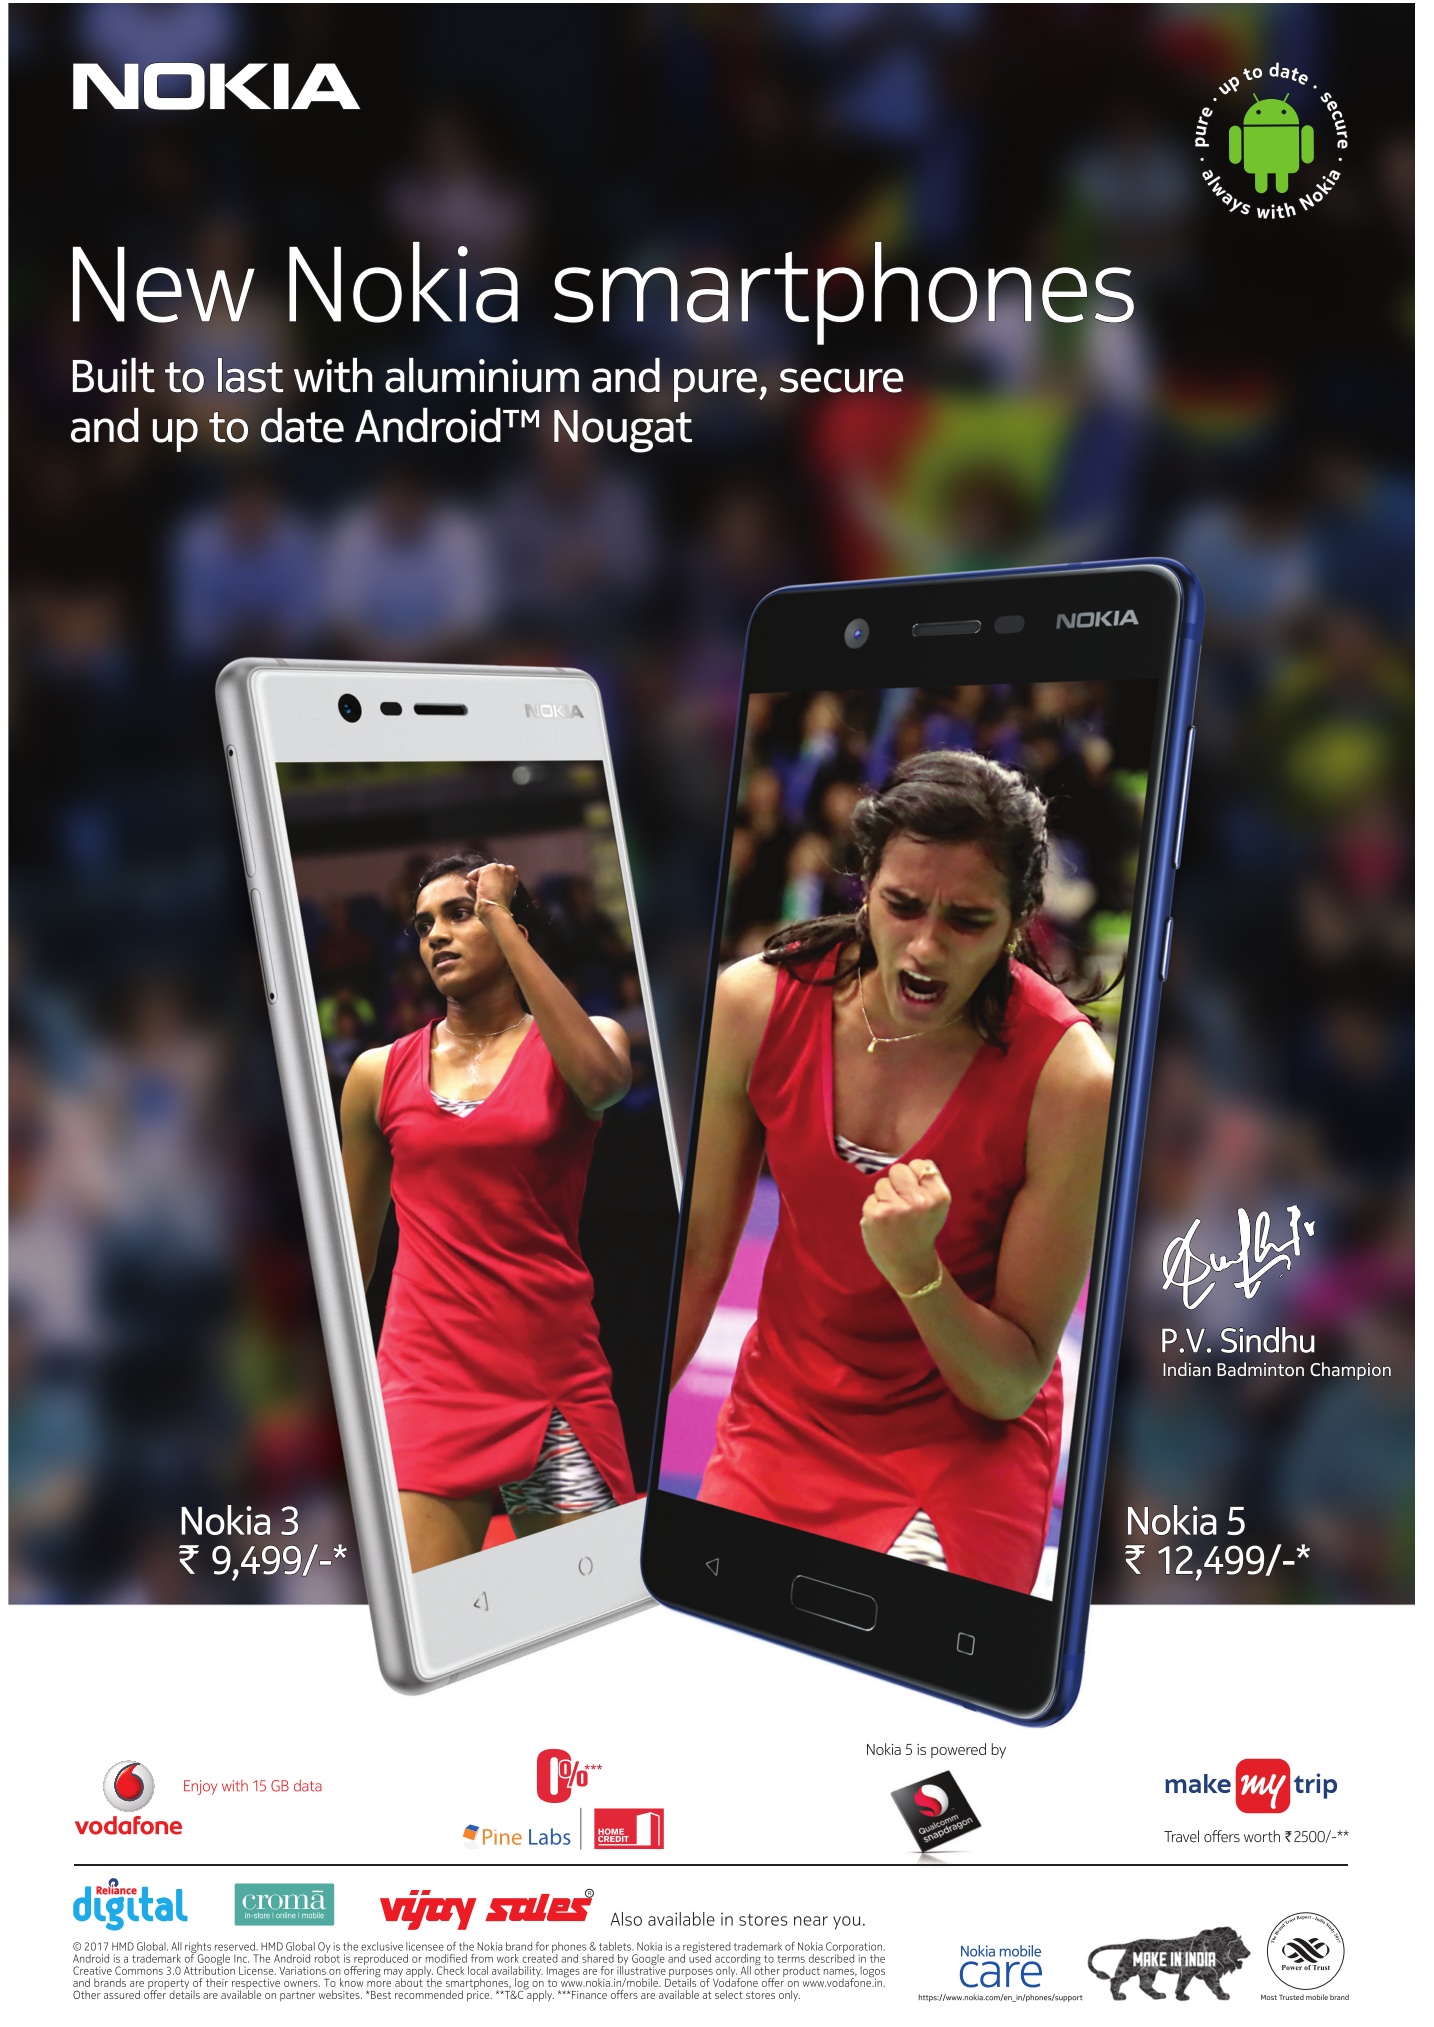 NOKIA
pure · up to date · secure · always with Nokia
New Nokia smartphones
Built to last with aluminium and pure, secure
and up to date Android™ Nougat
NOKIA
NOKIA
Sindhu
P.V. Sindhu
Indian Badminton Champion
Nokia 3
₹ 9,499/-*
Nokia 5
₹ 12,499/-*
vodafone
Enjoy with 15 GB data
0%***
Pine Labs
HOME
CREDIT
Nokia 5 is powered by
Qualcomm
snapdragon
make my trip
Travel offers worth ₹2500/-**
Reliance
digital
cromā
in-store | online | mobile
vijay sales®
Also available in stores near you.
© 2017 HMD Global. All rights reserved. HMD Global Oy is the exclusive licensee of the Nokia brand for phones & tablets. Nokia is a registered trademark of Nokia Corporation.
Android is a trademark of Google Inc. The Android robot is reproduced or modified from work created and shared by Google and used according to terms described in the
Creative Commons 3.0 Attribution License. Variations on offering may apply. Check local availability. Images are for illustrative purposes only. All other product names, logos
and brands are property of their respective owners. To know more about the smartphones, log on to www.nokia.in/mobile. Details of Vodafone offer on www.vodafone.in.
Other assured offer details are available on partner websites. *Best recommended price. **T&C apply. ***Finance offers are available at select stores only.
Nokia mobile
care
https://www.nokia.com/en_in/phones/support
MAKE IN INDIA
The Brand Trust Report - India Study 2017
Power of Trust
Most Trusted mobile brand